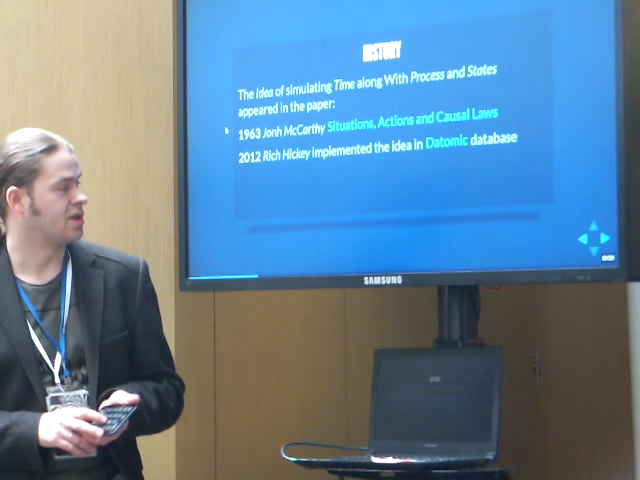 HISTORY
The Idea of simulating Time along With Process and States
appeared in the paper:
1963 Jonh McCarthy Situations, Actions and Causal Laws
2012 Rich Hickey implemented the idea in Datomic database
SAMSUNG